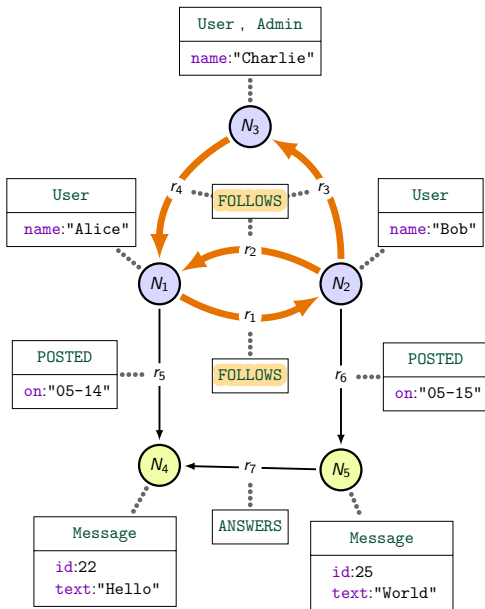 User , Admin
name:"Charlie"
N3
r4
r3
FOLLOWS
User
name:"Alice"
User
name:"Bob"
r2
N1
N2
r1
POSTED
on:"05-14"
r5
FOLLOWS
r6
POSTED
on:"05-15"
N4
r7
N5
ANSWERS
Message
id:22
text:"Hello"
Message
id:25
text:"World"